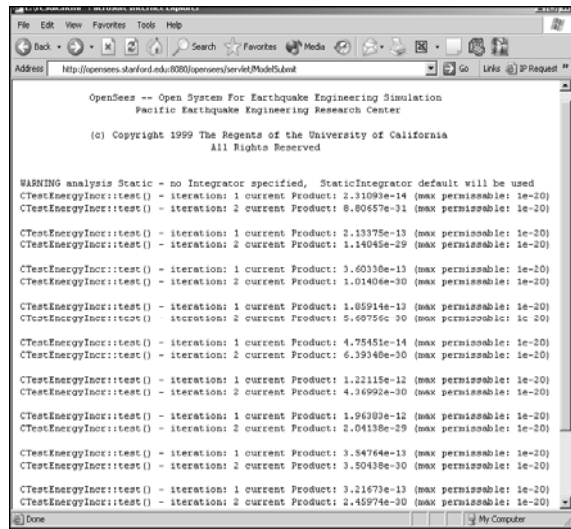 Microsoft Internet Explorer
File Edit View Favorites Tools Help
Back Search Favorites Media
Address http://opensees.stanford.edu:8080/opensees/servlet/ModelSubmit Go Links IP Request »
OpenSees -- Open System For Earthquake Engineering Simulation
Pacific Earthquake Engineering Research Center
(c) Copyright 1999 The Regents of the University of California
All Rights Reserved
WARNING analysis Static - no Integrator specified, StaticIntegrator default will be used
CTestEnergyIncr::test() - iteration: 1 current Product: 2.31093e-14 (max permissable: 1e-20)
CTestEnergyIncr::test() - iteration: 2 current Product: 8.80657e-31 (max permissable: 1e-20)
CTestEnergyIncr::test() - iteration: 1 current Product: 2.13375e-13 (max permissable: 1e-20)
CTestEnergyIncr::test() - iteration: 2 current Product: 1.14045e-29 (max permissable: 1e-20)
CTestEnergyIncr::test() - iteration: 1 current Product: 3.60338e-13 (max permissable: 1e-20)
CTestEnergyIncr::test() - iteration: 2 current Product: 1.01406e-30 (max permissable: 1e-20)
CTestEnergyIncr::test() - iteration: 1 current Product: 1.85914e-13 (max permissable: 1e-20)
CTestEnergyIncr::test() - iteration: 2 current Product: 5.68756e-30 (max permissable: 1e-20)
CTestEnergyIncr::test() - iteration: 1 current Product: 4.75451e-14 (max permissable: 1e-20)
CTestEnergyIncr::test() - iteration: 2 current Product: 6.39348e-30 (max permissable: 1e-20)
CTestEnergyIncr::test() - iteration: 1 current Product: 1.22115e-12 (max permissable: 1e-20)
CTestEnergyIncr::test() - iteration: 2 current Product: 4.36992e-30 (max permissable: 1e-20)
CTestEnergyIncr::test() - iteration: 1 current Product: 1.96383e-12 (max permissable: 1e-20)
CTestEnergyIncr::test() - iteration: 2 current Product: 2.04138e-29 (max permissable: 1e-20)
CTestEnergyIncr::test() - iteration: 1 current Product: 3.54764e-13 (max permissable: 1e-20)
CTestEnergyIncr::test() - iteration: 2 current Product: 3.50438e-30 (max permissable: 1e-20)
CTestEnergyIncr::test() - iteration: 1 current Product: 3.21673e-13 (max permissable: 1e-20)
CTestEnergyIncr::test() - iteration: 2 current Product: 2.45974e-30 (max permissable: 1e-20)
Done My Computer